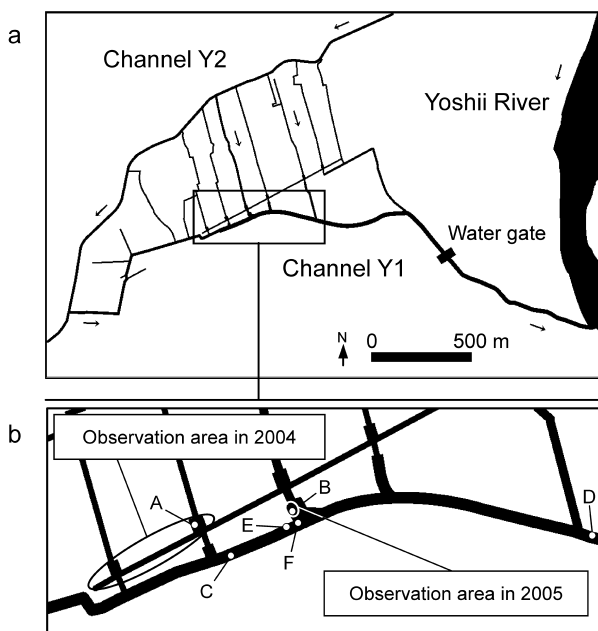 a
Channel Y2
Yoshii River
Water gate
Channel Y1
N
0 500 m
b
Observation area in 2004
A
B
D
E
F
C
Observation area in 2005